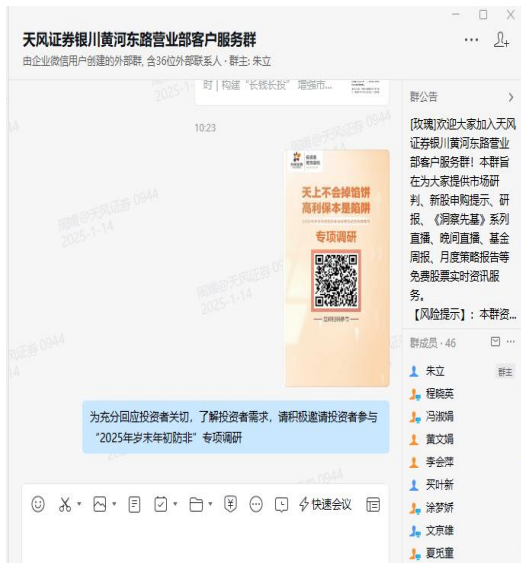 天风证券银川黄河东路营业部客户服务群
由企业微信用户创建的外部群, 含36位外部联系人 · 群主: 朱立
时 | 构建“长钱长投”增强市...
10:23
天上不会掉馅饼
高利保本是陷阱
专项调研
为充分回应投资者关切，了解投资者需求，请积极邀请投资者参与
“2025年岁末年初防非”专项调研
快速会议
群公告
[玫瑰]欢迎大家加入天风
证券银川黄河东路营业
部客户服务群！本群旨
在为大家提供市场研
判、新股申购提示、研
报、《洞察先基》系列
直播、晚间直播、基金
周报、月度策略报告等
免费股票实时资讯服
务。
【风险提示】：本群资...
群成员 · 46
朱立
群主
程晓英
冯淑娟
黄文娟
李会萍
买叶新
涂梦娇
文京雄
夏觅童